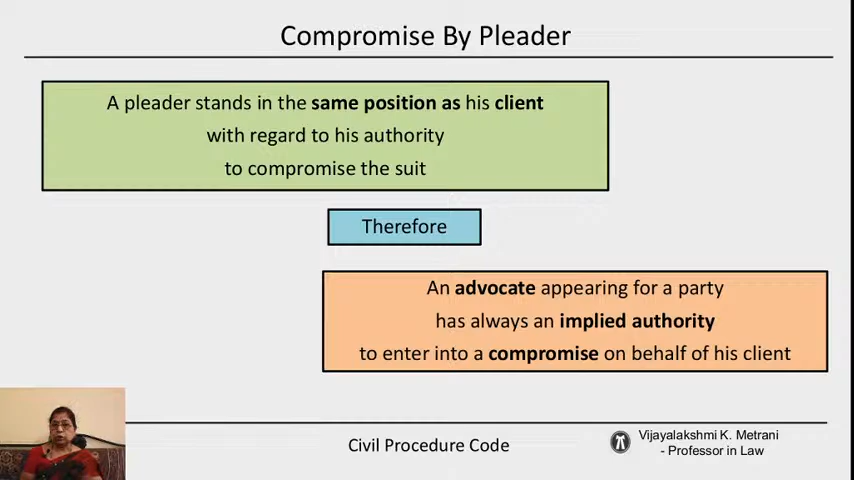 Compromise By Pleader
A pleader stands in the same position as his client
with regard to his authority
to compromise the suit
Therefore
An advocate appearing for a party
has always an implied authority
to enter into a compromise on behalf of his client
Civil Procedure Code
Vijayalakshmi K. Metrani
- Professor in Law